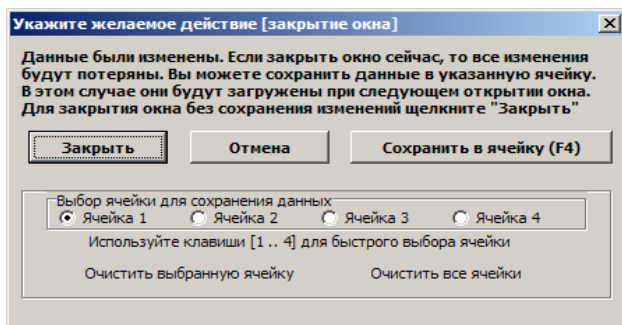 Укажите желаемое действие [закрытие окна]
Данные были изменены. Если закрыть окно сейчас, то все изменения
будут потеряны. Вы можете сохранить данные в указанную ячейку.
В этом случае они будут загружены при следующем открытии окна.
Для закрытия окна без сохранения изменений щелкните "Закрыть"
Закрыть Отмена Сохранить в ячейку (F4)
Выбор ячейки для сохранения данных
Ячейка 1 Ячейка 2 Ячейка 3 Ячейка 4
Используйте клавиши [1 .. 4] для быстрого выбора ячейки
Очистить выбранную ячейку Очистить все ячейки